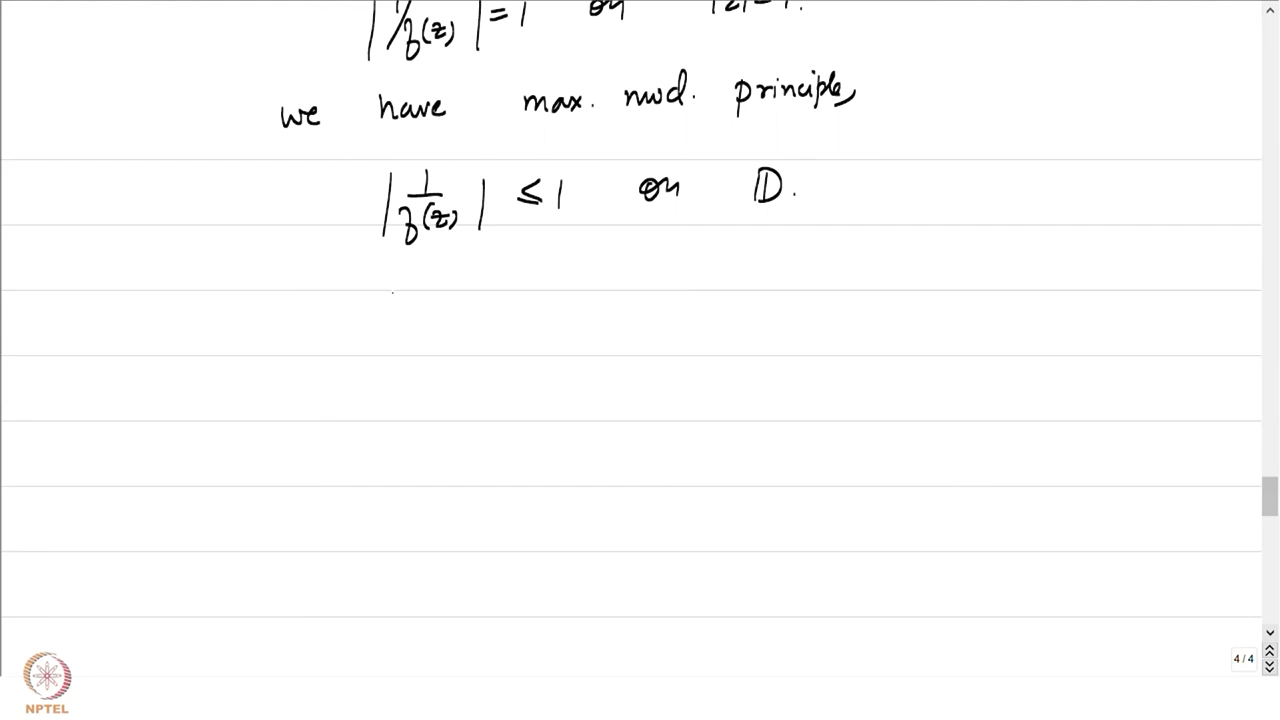 |1/g(z)| = 1 on |z|=1.
we have max. mod. principle,
|1/g(z)| ≤ 1 on 𝔻.
4 / 4
NPTEL